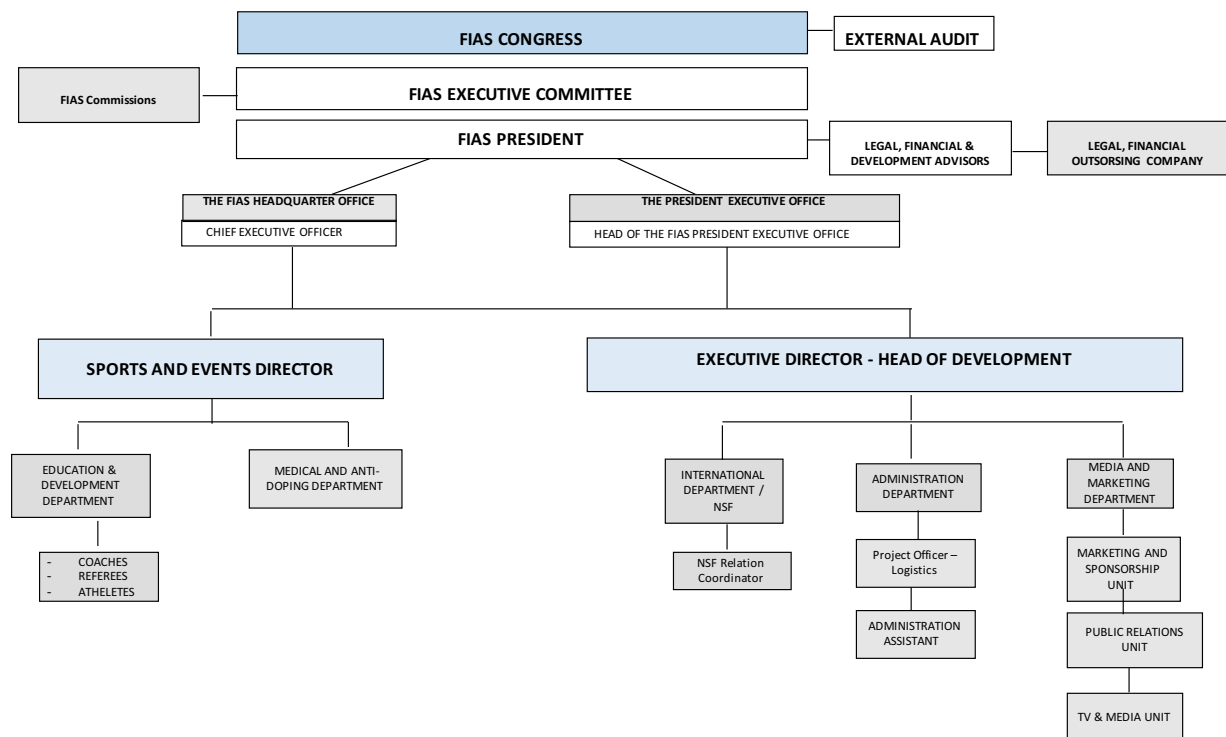 FIAS CONGRESS
EXTERNAL AUDIT
FIAS Commissions
FIAS EXECUTIVE COMMITTEE
FIAS PRESIDENT
LEGAL, FINANCIAL &
DEVELOPMENT ADVISORS
LEGAL, FINANCIAL
OUTSORSING COMPANY
THE FIAS HEADQUARTER OFFICE
CHIEF EXECUTIVE OFFICER
THE PRESIDENT EXECUTIVE OFFICE
HEAD OF THE FIAS PRESIDENT EXECUTIVE OFFICE
SPORTS AND EVENTS DIRECTOR
EXECUTIVE DIRECTOR - HEAD OF DEVELOPMENT
EDUCATION &
DEVELOPMENT
DEPARTMENT
MEDICAL AND ANTI-
DOPING DEPARTMENT
- COACHES
- REFEREES
- ATHELETES
INTERNATIONAL
DEPARTMENT /
NSF
NSF Relation
Coordinator
ADMINISTRATION
DEPARTMENT
Project Officer –
Logistics
ADMINISTRATION
ASSISTANT
MEDIA AND
MARKETING
DEPARTMENT
MARKETING AND
SPONSORSHIP
UNIT
PUBLIC RELATIONS
UNIT
TV & MEDIA UNIT